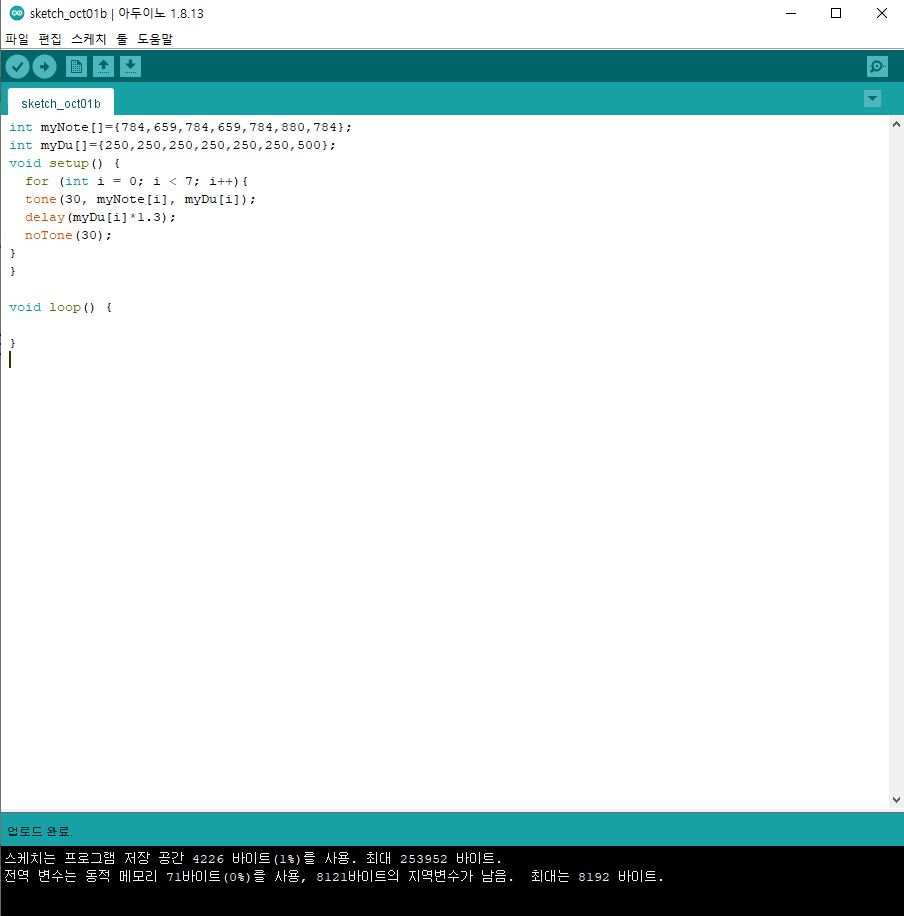 sketch_oct01b | 아두이노 1.8.13
파일 편집 스케치 툴 도움말
sketch_oct01b
int myNote[]={784,659,784,659,784,880,784};
int myDu[]={250,250,250,250,250,250,500};
void setup() {
  for (int i = 0; i < 7; i++){
  tone(30, myNote[i], myDu[i]);
  delay(myDu[i]*1.3);
  noTone(30);
}
}
void loop() {
}
업로드 완료.
스케치는 프로그램 저장 공간 4226 바이트(1%)를 사용. 최대 253952 바이트.
전역 변수는 동적 메모리 71바이트(0%)를 사용, 8121바이트의 지역변수가 남음.  최대는 8192 바이트.